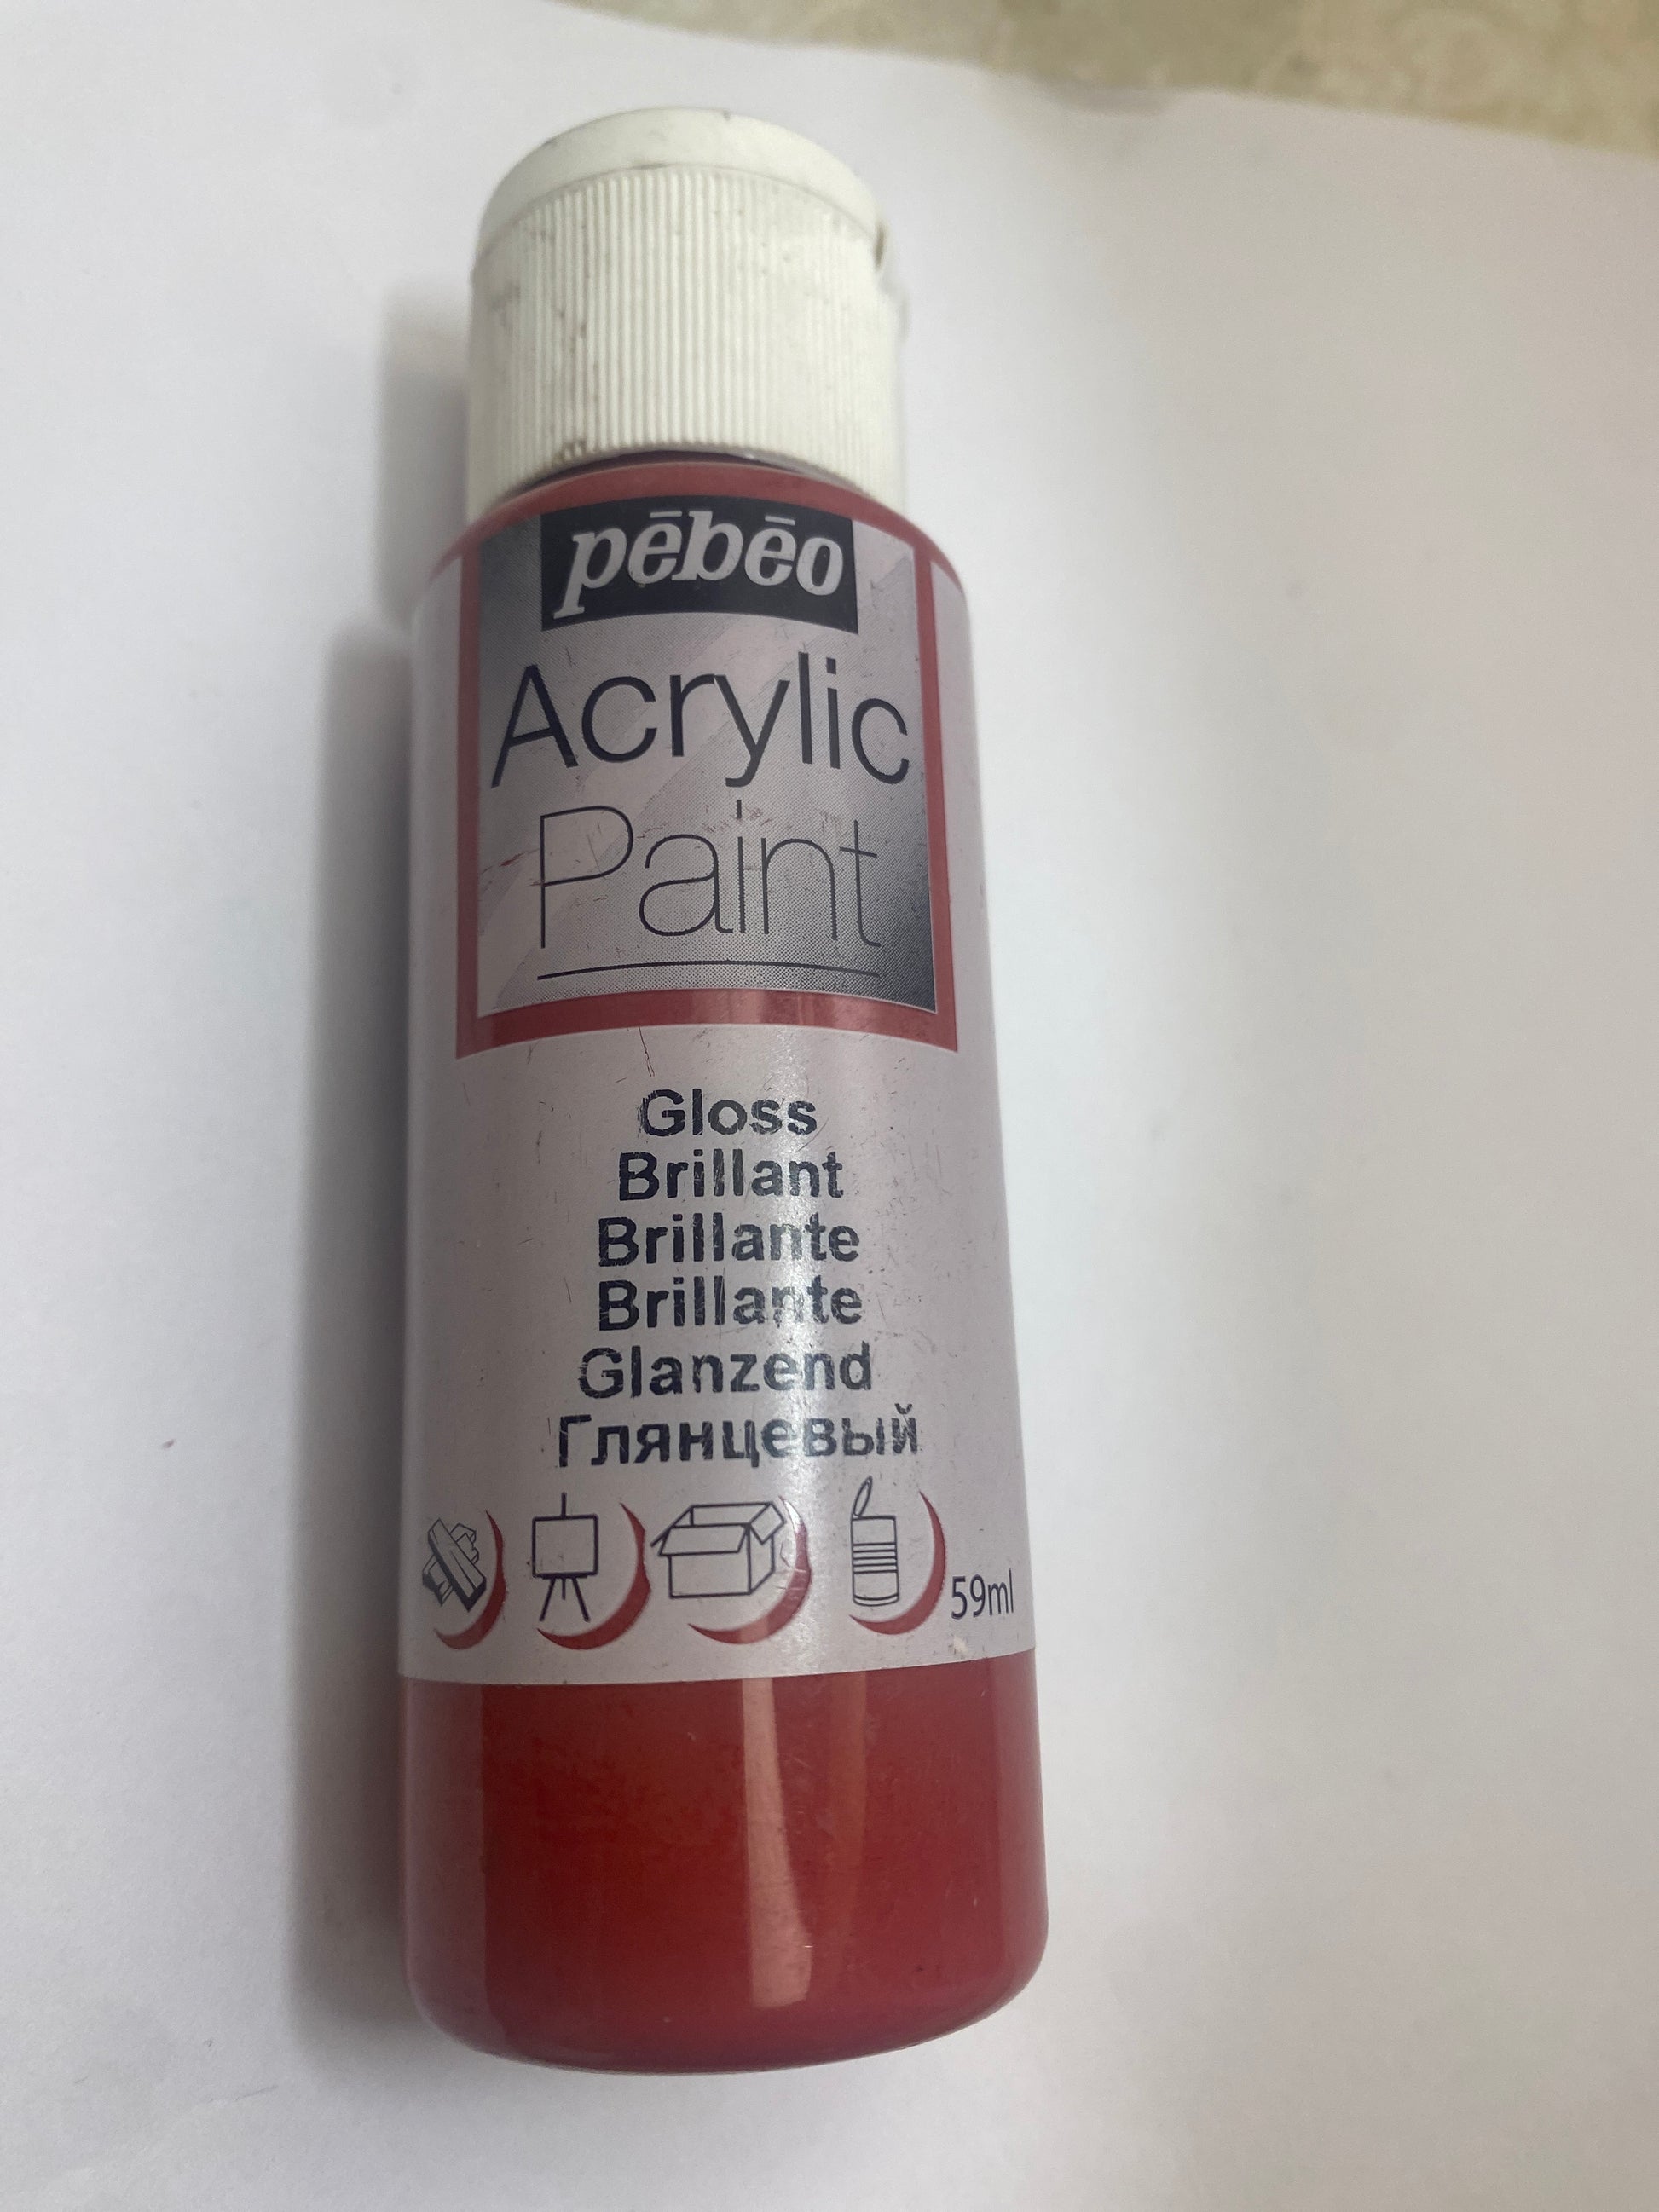 pēbēo
Acrylic
Paint
Gloss
Brillant
Brillante
Brillante
Glanzend
Глянцевый
59ml